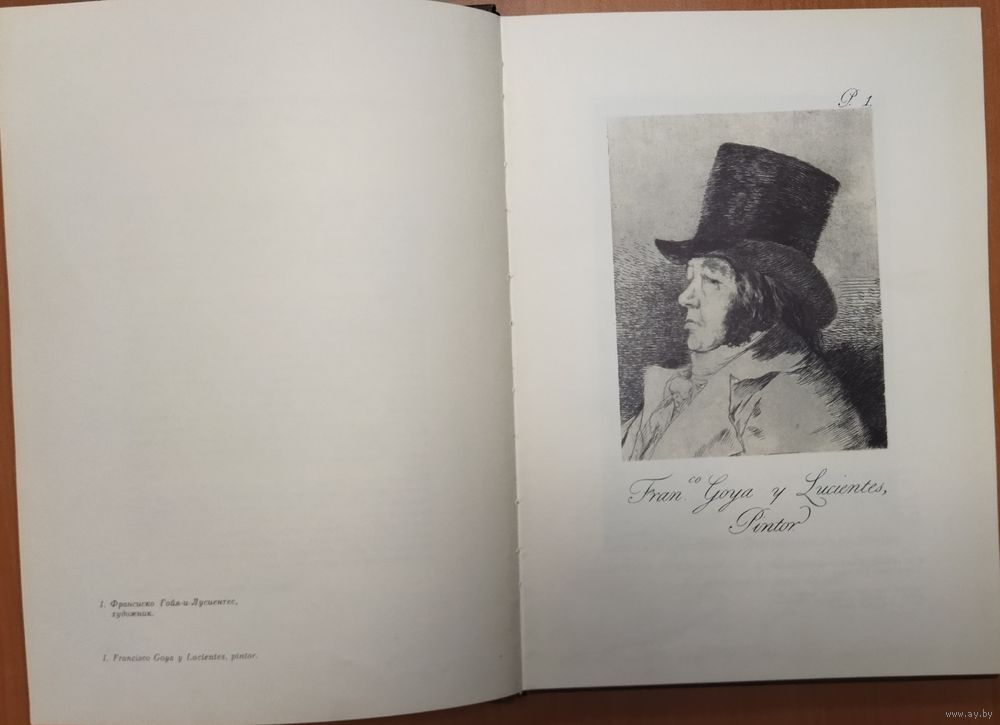 1. Франсиско Гойя-и-Лусиентес,
художник.
1. Francisco Goya y Lucientes, pintor.
P. 1.
Fran.co Goya y Lucientes,
Pintor
www.ay.by